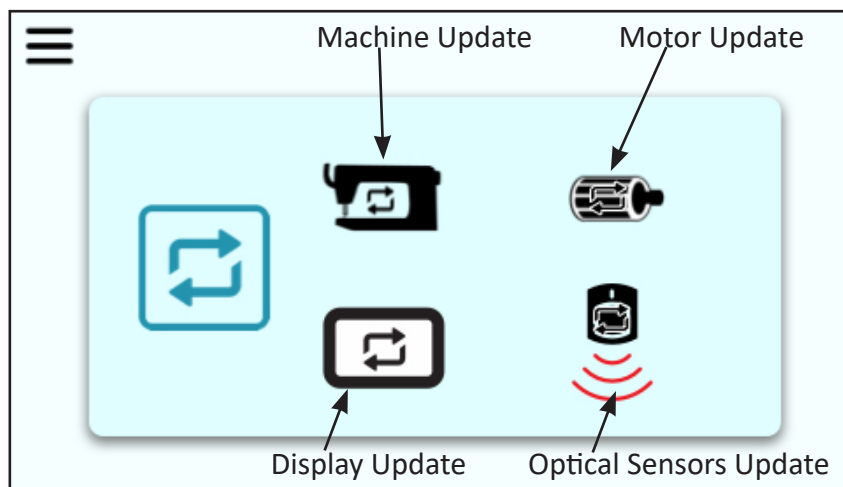 Machine Update
Motor Update
Display Update
Optical Sensors Update